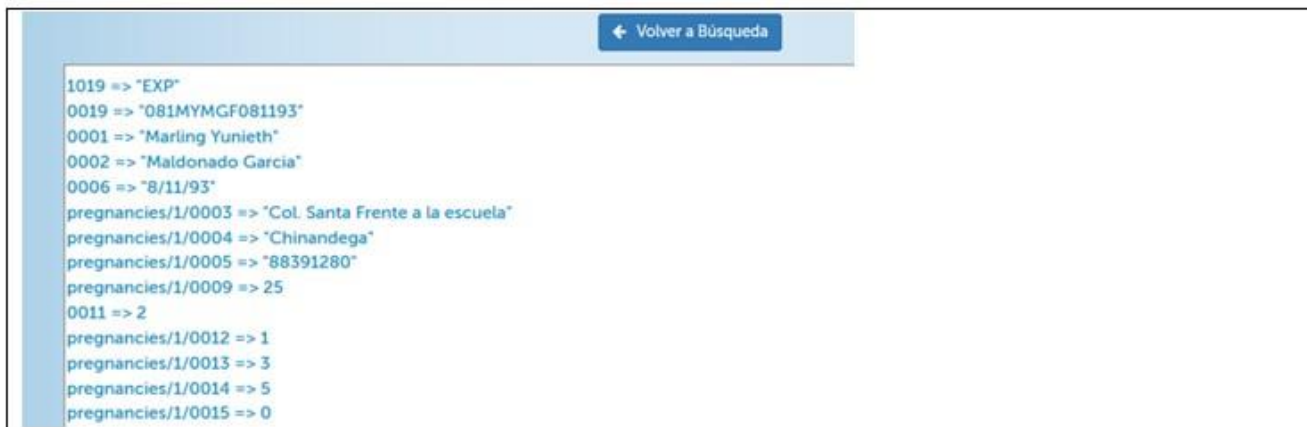 Volver a Búsqueda
1019 => "EXP"
0019 => "081MYMGF081193"
0001 => "Marling Yunieth"
0002 => "Maldonado Garcia"
0006 => "8/11/93"
pregnancies/1/0003 => "Col. Santa Frente a la escuela"
pregnancies/1/0004 => "Chinandega"
pregnancies/1/0005 => "88391280"
pregnancies/1/0009 => 25
0011 => 2
pregnancies/1/0012 => 1
pregnancies/1/0013 => 3
pregnancies/1/0014 => 5
pregnancies/1/0015 => 0